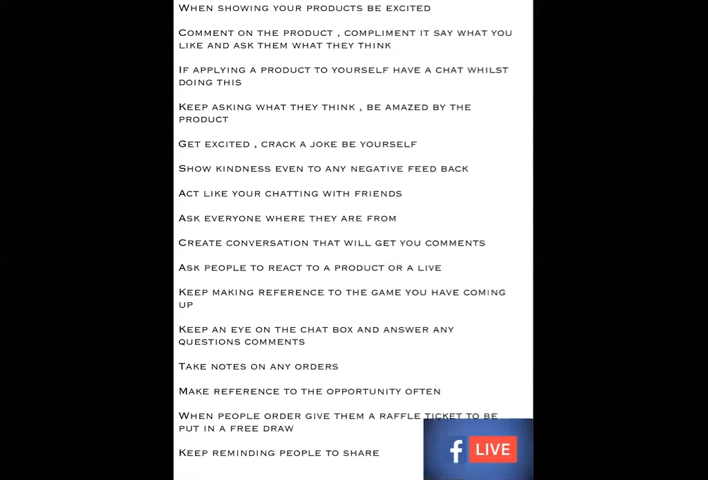 When showing your products be excited
Comment on the product , compliment it say what you
like and ask them what they think
If applying a product to yourself have a chat whilst
doing this
Keep asking what they think , be amazed by the
product
Get excited , crack a joke be yourself
Show kindness even to any negative feed back
Act like your chatting with friends
Ask everyone where they are from
Create conversation that will get you comments
Ask people to react to a product or a live
Keep making reference to the game you have coming
up
Keep an eye on the chat box and answer any
questions comments
Take notes on any orders
Make reference to the opportunity often
When people order give them a raffle ticket to be
put in a free draw
Keep reminding people to share
f LIVE